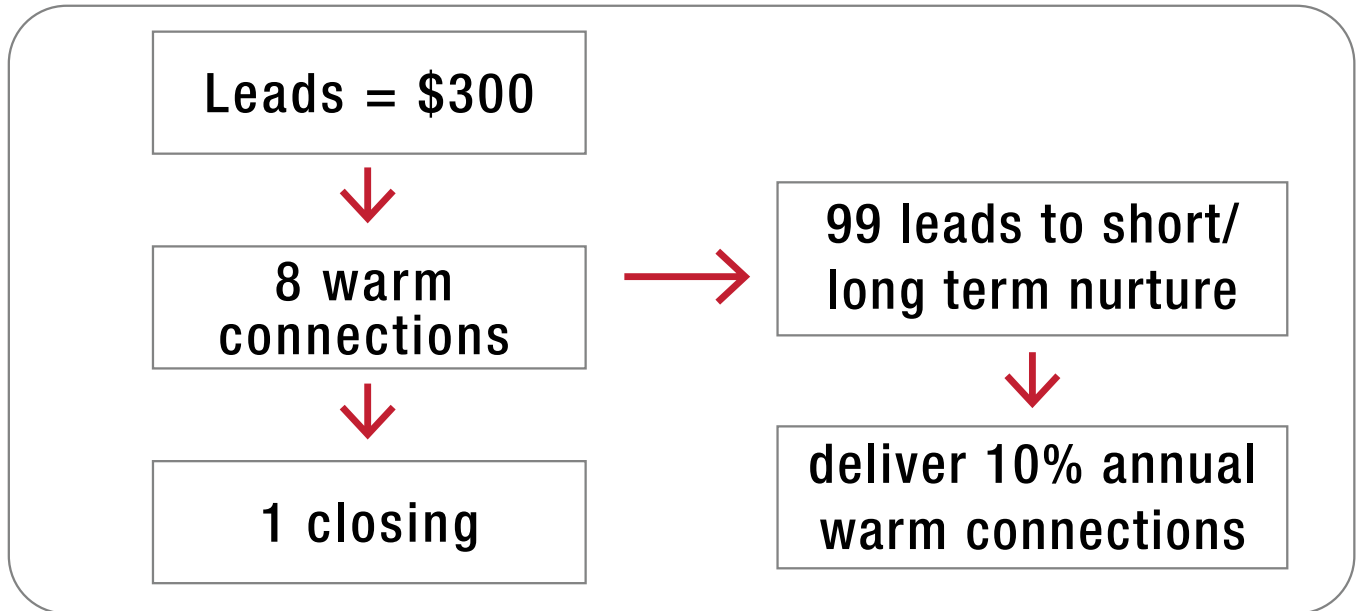 Leads = $300
8 warm
connections
1 closing
99 leads to short/
long term nurture
deliver 10% annual
warm connections